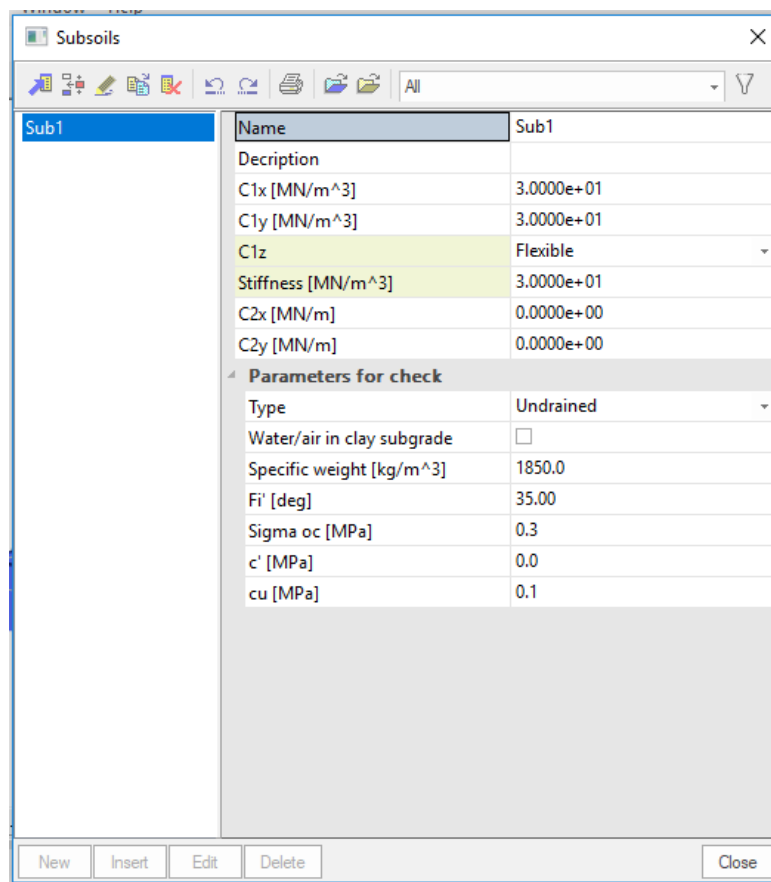 Subsoils
All
Sub1
Name Sub1
Decription
C1x [MN/m^3] 3.0000e+01
C1y [MN/m^3] 3.0000e+01
C1z Flexible
Stiffness [MN/m^3] 3.0000e+01
C2x [MN/m] 0.0000e+00
C2y [MN/m] 0.0000e+00
Parameters for check
Type Undrained
Water/air in clay subgrade
Specific weight [kg/m^3] 1850.0
Fi' [deg] 35.00
Sigma oc [MPa] 0.3
c' [MPa] 0.0
cu [MPa] 0.1
New Insert Edit Delete Close